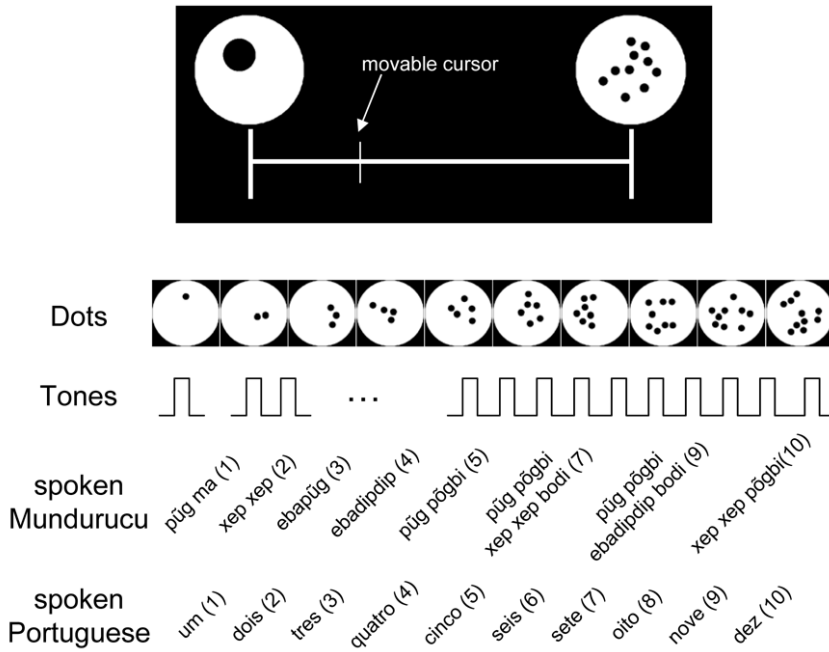 movable cursor
Dots
Tones
...
spoken
Mundurucu
pũg ma (1)
xep xep (2)
ebapũg (3)
ebadipdip (4)
pũg põgbi (5)
pũg põgbi
xep xep bodi (7)
pũg põgbi
ebadipdip bodi (9)
xep xep põgbi(10)
spoken
Portuguese
um (1)
dois (2)
tres (3)
quatro (4)
cinco (5)
seis (6)
sete (7)
oito (8)
nove (9)
dez (10)